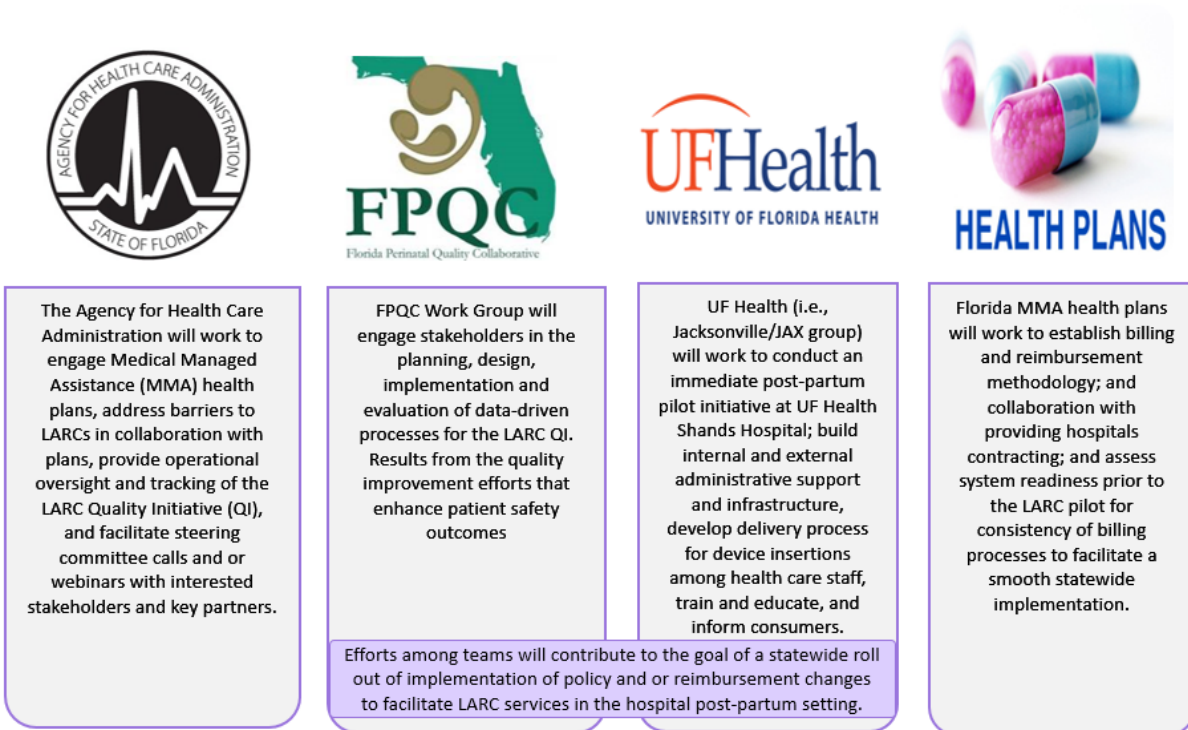 AGENCY FOR HEALTH CARE ADMINISTRATION
STATE OF FLORIDA
FPQC
Florida Perinatal Quality Collaborative
UFHealth
UNIVERSITY OF FLORIDA HEALTH
HEALTH PLANS
The Agency for Health Care
Administration will work to
engage Medical Managed
Assistance (MMA) health
plans, address barriers to
LARCs in collaboration with
plans, provide operational
oversight and tracking of the
LARC Quality Initiative (QI),
and facilitate steering
committee calls and or
webinars with interested
stakeholders and key partners.
FPQC Work Group will
engage stakeholders in the
planning, design,
implementation and
evaluation of data-driven
processes for the LARC QI.
Results from the quality
improvement efforts that
enhance patient safety
outcomes
UF Health (i.e.,
Jacksonville/JAX group)
will work to conduct an
immediate post-partum
pilot initiative at UF Health
Shands Hospital; build
internal and external
administrative support
and infrastructure,
develop delivery process
for device insertions
among health care staff,
train and educate, and
inform consumers.
Florida MMA health plans
will work to establish billing
and reimbursement
methodology; and
collaboration with
providing hospitals
contracting; and assess
system readiness prior to
the LARC pilot for
consistency of billing
processes to facilitate a
smooth statewide
implementation.
Efforts among teams will contribute to the goal of a statewide roll
out of implementation of policy and or reimbursement changes
to facilitate LARC services in the hospital post-partum setting.